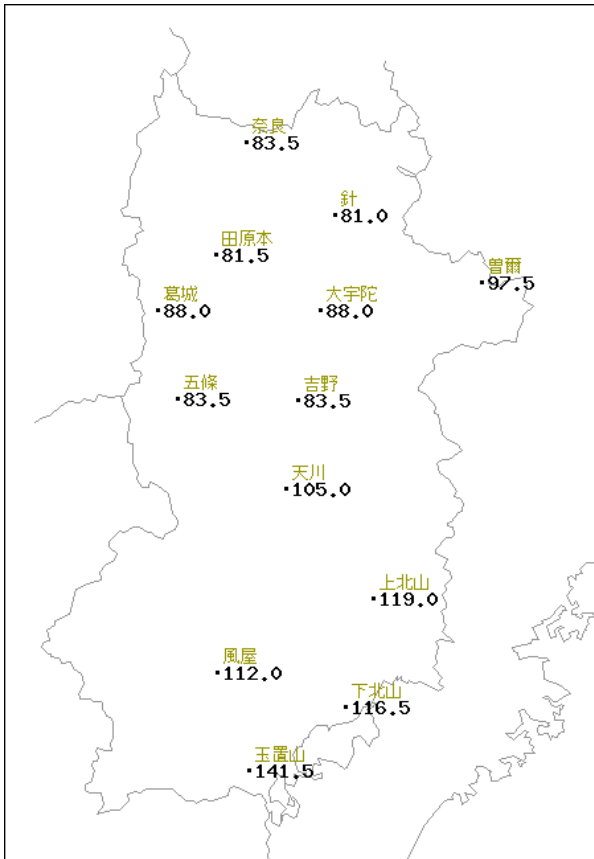 奈良
83.5
針
81.0
田原本
81.5
曽爾
97.5
葛城
88.0
大宇陀
88.0
五條
83.5
吉野
83.5
天川
105.0
上北山
119.0
風屋
112.0
下北山
116.5
玉置山
141.5